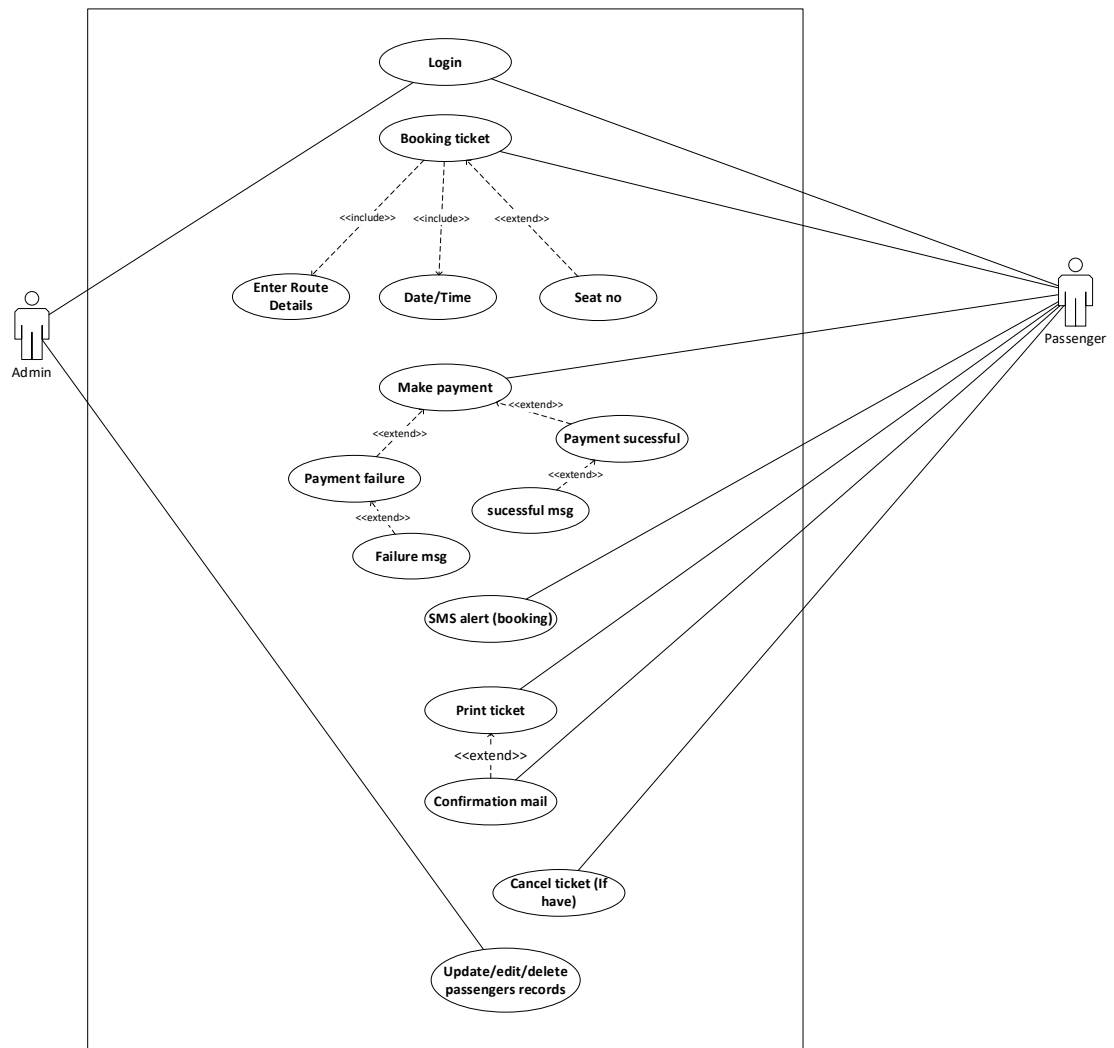 Login
Booking ticket
<<include>>
<<include>>
<<extend>>
Enter Route
Details
Date/Time
Seat no
Admin
Passenger
Make payment
<<extend>>
<<extend>>
Payment sucessful
Payment failure
<<extend>>
sucessful msg
<<extend>>
Failure msg
SMS alert (booking)
Print ticket
<<extend>>
Confirmation mail
Cancel ticket (If
have)
Update/edit/delete
passengers records